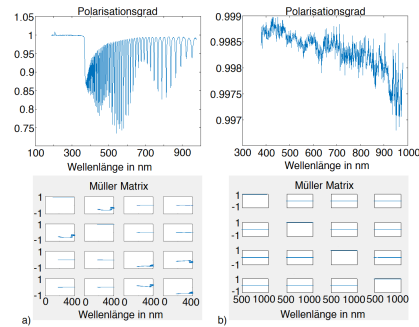 Polarisationsgrad
1.05
1
0.95
0.9
0.85
0.8
0.75
100 300 500 700 900
Wellenlänge in nm
Müller Matrix
1
-1
1
-1
1
-1
1
-1
0 400 0 400 0 400 0 400
a) Wellenlänge in nm
Polarisationsgrad
0.999
0.9985
0.998
0.9975
0.997
300 400 500 600 700 800 900 1000
Wellenlänge in nm
Müller Matrix
1
-1
1
-1
1
-1
1
-1
500 1000 500 1000 500 1000 500 1000
b) Wellenlänge in nm